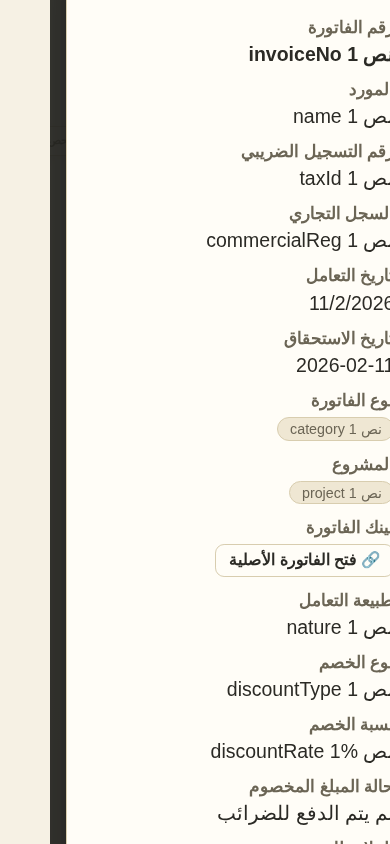 رقم الفاتورة
نص 1 invoiceNo
المورد
نص 1 name
رقم التسجيل الضريبي
نص 1 taxId
السجل التجاري
نص 1 commercialReg
تاريخ التعامل
11/2/2026
تاريخ الاستحقاق
2026-02-11
نوع الفاتورة
نص 1 category
المشروع
نص 1 project
لينك الفاتورة
🔗 فتح الفاتورة الأصلية
طبيعة التعامل
نص 1 nature
نوع الخصم
نص 1 discountType
نسبة الخصم
نص 1% discountRate
حالة المبلغ المخصوم
لم يتم الدفع للضرائب